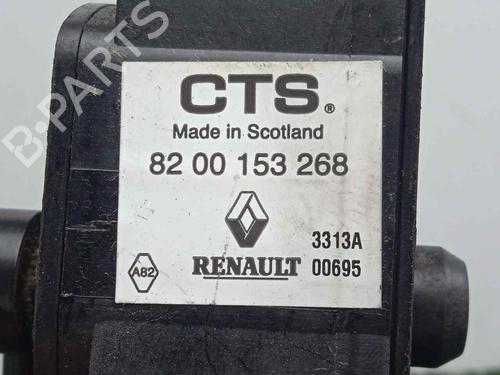 B-PARTS
CTS®
Made in Scotland
82 00 153 268
3313A
A82 RENAULT 00695